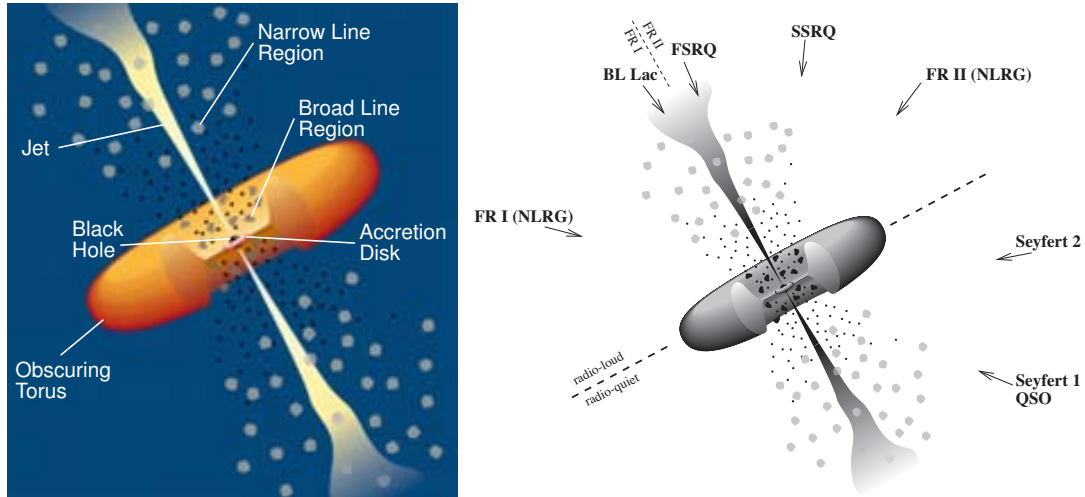 Narrow Line
Region
Broad Line
Region
Jet
Black
Hole
Accretion
Disk
Obscuring
Torus
FR II
FR I
FSRQ
SSRQ
BL Lac
FR II (NLRG)
FR I (NLRG)
Seyfert 2
radio-loud
radio-quiet
Seyfert 1
QSO